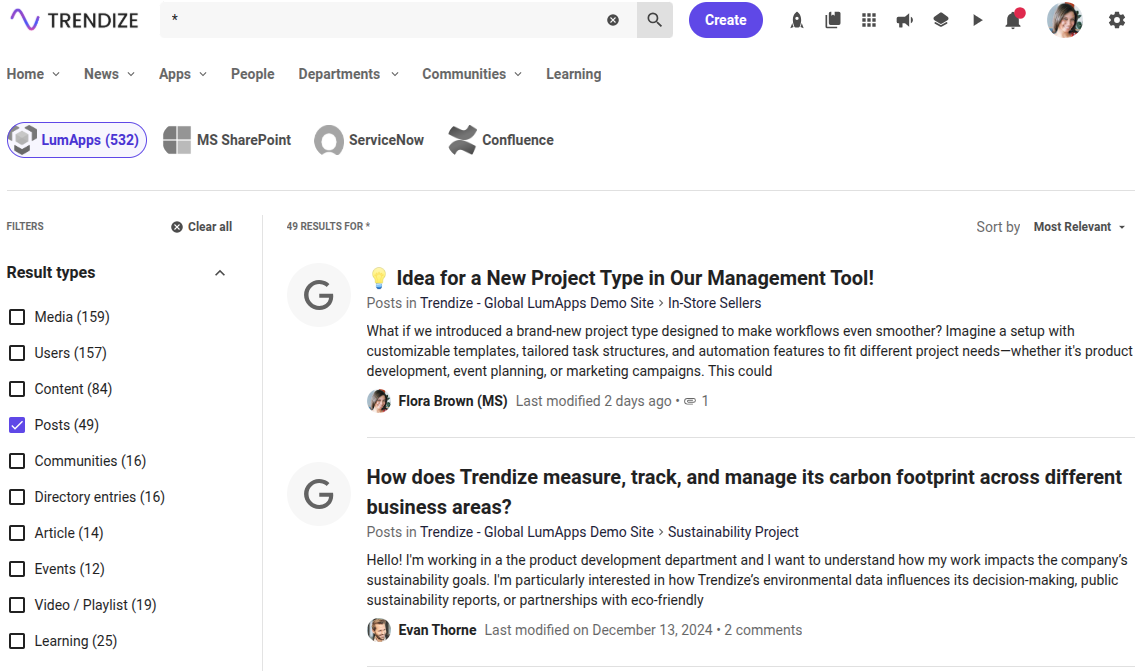 TRENDIZE
*
Create
Home
News
Apps
People
Departments
Communities
Learning
LumApps (532)
MS SharePoint
ServiceNow
Confluence
FILTERS
Clear all
Result types
Media (159)
Users (157)
Content (84)
Posts (49)
Communities (16)
Directory entries (16)
Article (14)
Events (12)
Video / Playlist (19)
Learning (25)
49 RESULTS FOR *
Sort by Most Relevant
G
💡 Idea for a New Project Type in Our Management Tool!
Posts in Trendize - Global LumApps Demo Site › In-Store Sellers
What if we introduced a brand-new project type designed to make workflows even smoother? Imagine a setup with
customizable templates, tailored task structures, and automation features to fit different project needs—whether it's product
development, event planning, or marketing campaigns. This could
Flora Brown (MS) Last modified 2 days ago • 1
G
How does Trendize measure, track, and manage its carbon footprint across different
business areas?
Posts in Trendize - Global LumApps Demo Site › Sustainability Project
Hello! I'm working in a the product development department and I want to understand how my work impacts the company’s
sustainability goals. I'm particularly interested in how Trendize’s environmental data influences its decision-making, public
sustainability reports, or partnerships with eco-friendly
Evan Thorne Last modified on December 13, 2024 • 2 comments